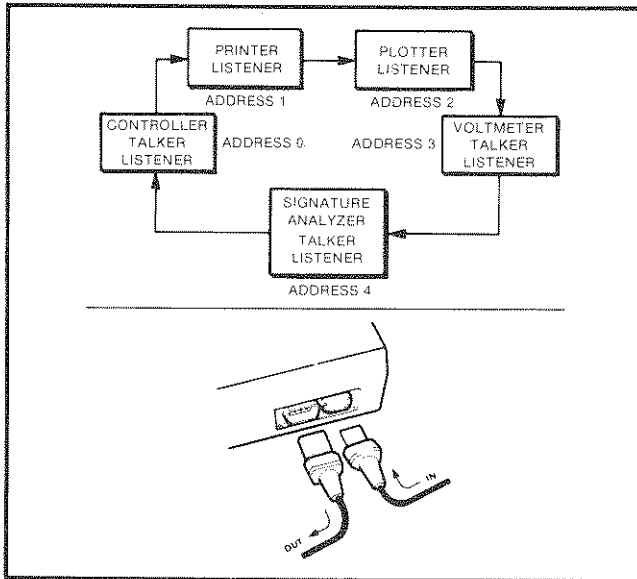 PRINTER
LISTENER
PLOTTER
LISTENER
ADDRESS 1
ADDRESS 2
CONTROLLER
TALKER
LISTENER
ADDRESS 0
ADDRESS 3
VOLTMETER
TALKER
LISTENER
SIGNATURE
ANALYZER
TALKER
LISTENER
ADDRESS 4
IN
OUT